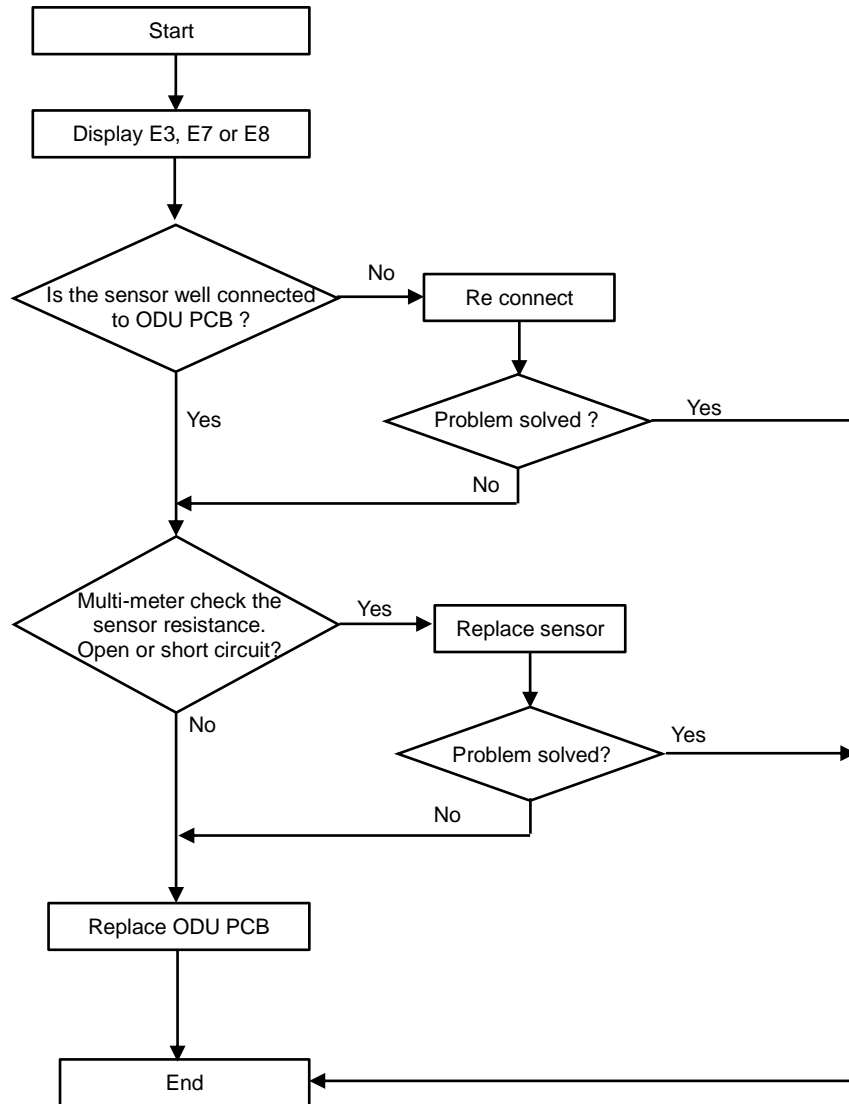 Start
Display E3, E7 or E8
Is the sensor well connected
to ODU PCB ?
No
Re connect
Yes
Problem solved ?
Yes
No
Multi-meter check the
sensor resistance.
Open or short circuit?
Yes
Replace sensor
No
Problem solved?
Yes
No
Replace ODU PCB
End